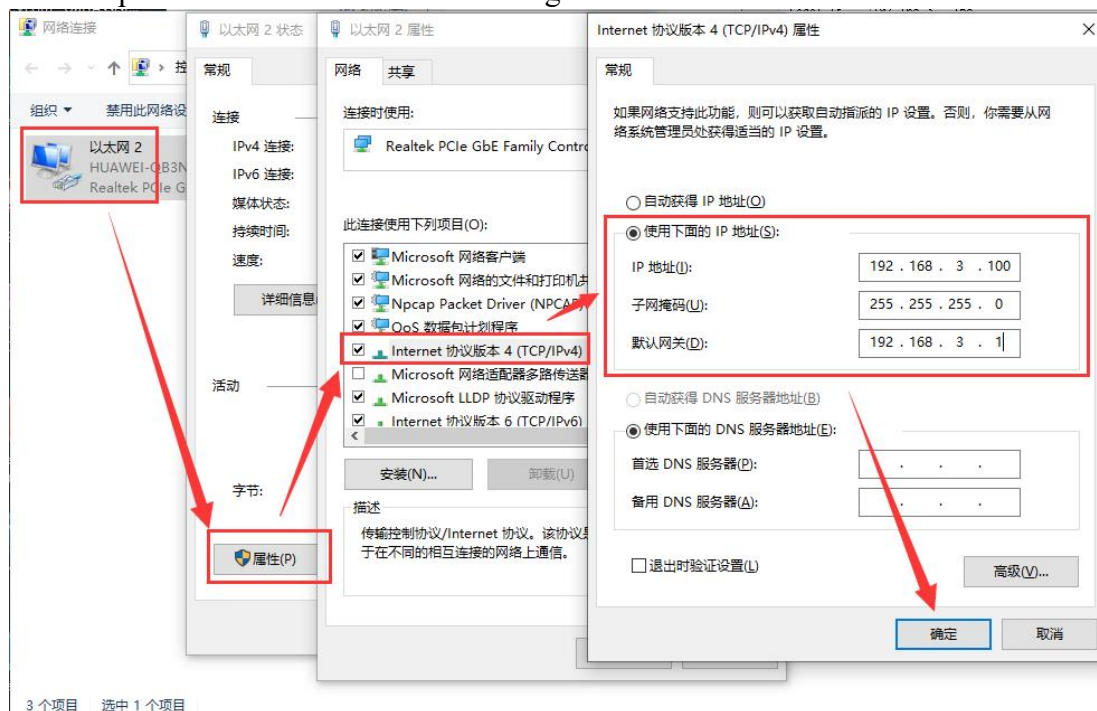 网络连接
控
组织
禁用此网络设
以太网 2
HUAWEI-QB3N
Realtek PCIe G
3 个项目
选中 1 个项目
以太网 2 状态
常规
连接
IPv4 连接:
IPv6 连接:
媒体状态:
持续时间:
速度:
详细信息
活动
字节:
属性(P)
以太网 2 属性
网络 共享
连接时使用:
Realtek PCIe GbE Family Contro
此连接使用下列项目(O):
Microsoft 网络客户端
Microsoft 网络的文件和打印机共
Npcap Packet Driver (NPCAP)
QoS 数据包计划程序
Internet 协议版本 4 (TCP/IPv4)
Microsoft 网络适配器多路传送器
Microsoft LLDP 协议驱动程序
Internet 协议版本 6 (TCP/IPv6)
安装(N)...
卸载(U)
描述
传输控制协议/Internet 协议。该协议是
于在不同的相互连接的网络上通信。
Internet 协议版本 4 (TCP/IPv4) 属性
常规
如果网络支持此功能，则可以获取自动指派的 IP 设置。否则，你需要从网
络系统管理员处获得适当的 IP 设置。
自动获得 IP 地址(O)
使用下面的 IP 地址(S):
IP 地址(I): 192 . 168 . 3 . 100
子网掩码(U): 255 . 255 . 255 . 0
默认网关(D): 192 . 168 . 3 . 1
自动获得 DNS 服务器地址(B)
使用下面的 DNS 服务器地址(E):
首选 DNS 服务器(P): . . .
备用 DNS 服务器(A): . . .
退出时验证设置(L)
高级(V)...
确定
取消